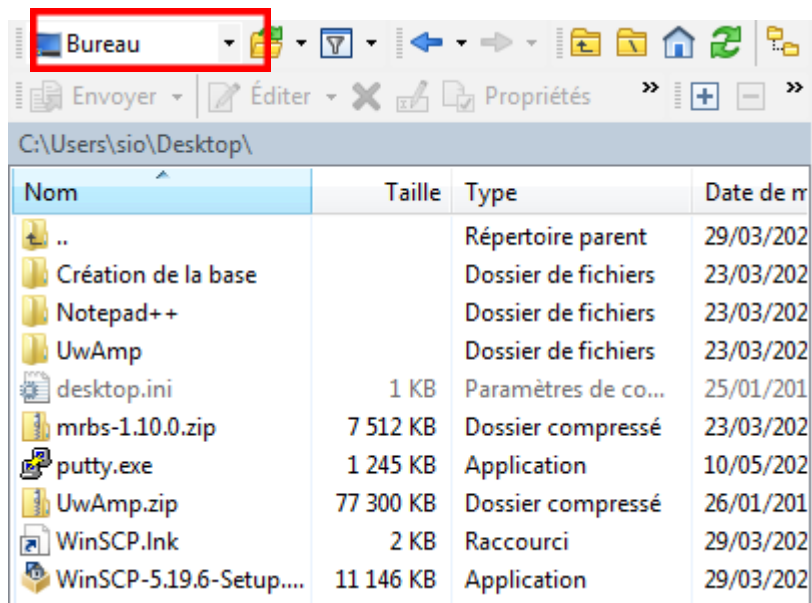 Bureau
Envoyer Éditer Propriétés »  »
C:\Users\sio\Desktop\
Nom Taille Type Date de m
.. Répertoire parent 29/03/202
Création de la base Dossier de fichiers 23/03/202
Notepad++ Dossier de fichiers 23/03/202
UwAmp Dossier de fichiers 23/03/202
desktop.ini 1 KB Paramètres de co... 25/01/201
mrbs-1.10.0.zip 7 512 KB Dossier compressé 23/03/202
putty.exe 1 245 KB Application 10/05/202
UwAmp.zip 77 300 KB Dossier compressé 26/01/201
WinSCP.lnk 2 KB Raccourci 29/03/202
WinSCP-5.19.6-Setup.... 11 146 KB Application 29/03/202